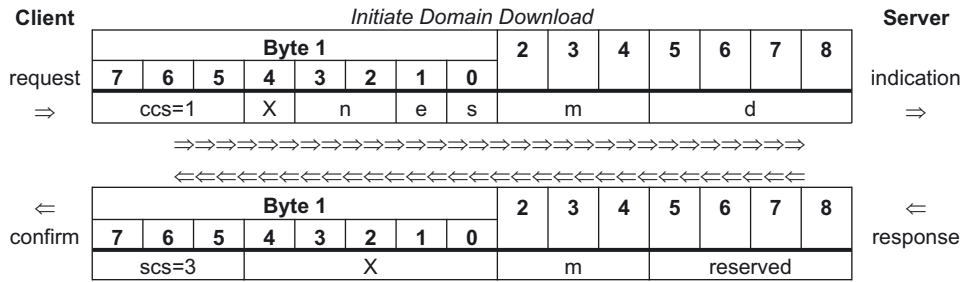 Client Initiate Domain Download Server
Byte 1 2 3 4 5 6 7 8
request 7 6 5 4 3 2 1 0 indication
⇒ ccs=1 X n e s m d ⇒
⇒⇒⇒⇒⇒⇒⇒⇒⇒⇒⇒⇒⇒⇒⇒⇒⇒⇒⇒⇒⇒⇒⇒⇒⇒⇒⇒⇒⇒⇒
⇐⇐⇐⇐⇐⇐⇐⇐⇐⇐⇐⇐⇐⇐⇐⇐⇐⇐⇐⇐⇐⇐⇐⇐⇐⇐⇐⇐⇐⇐
⇐ Byte 1 2 3 4 5 6 7 8 ⇐
confirm 7 6 5 4 3 2 1 0 response
scs=3 X m reserved